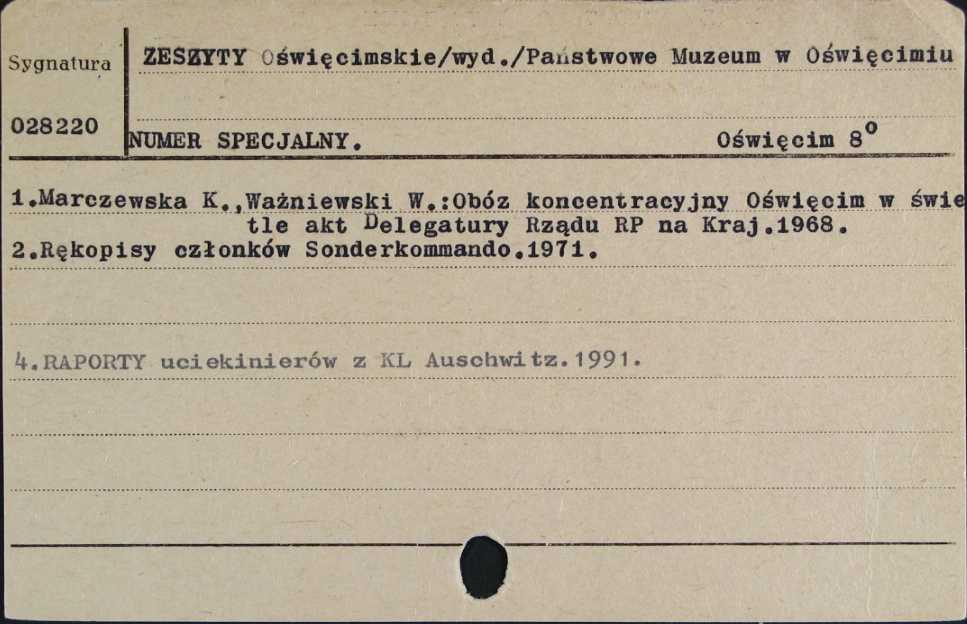 Sygnatura
ZESZYTY Oświęcimskie/wyd./Państwowe Muzeum w Oświęcimiu
028220
NUMER SPECJALNY. Oświęcim 8º
1.Marczewska K.,Ważniewski W.:Obóz koncentracyjny Oświęcim w świe
tle akt Delegatury Rządu RP na Kraj.1968.
2.Rękopisy członków Sonderkommando.1971.
4.RAPORTY uciekinierów z KL Auschwitz.1991.